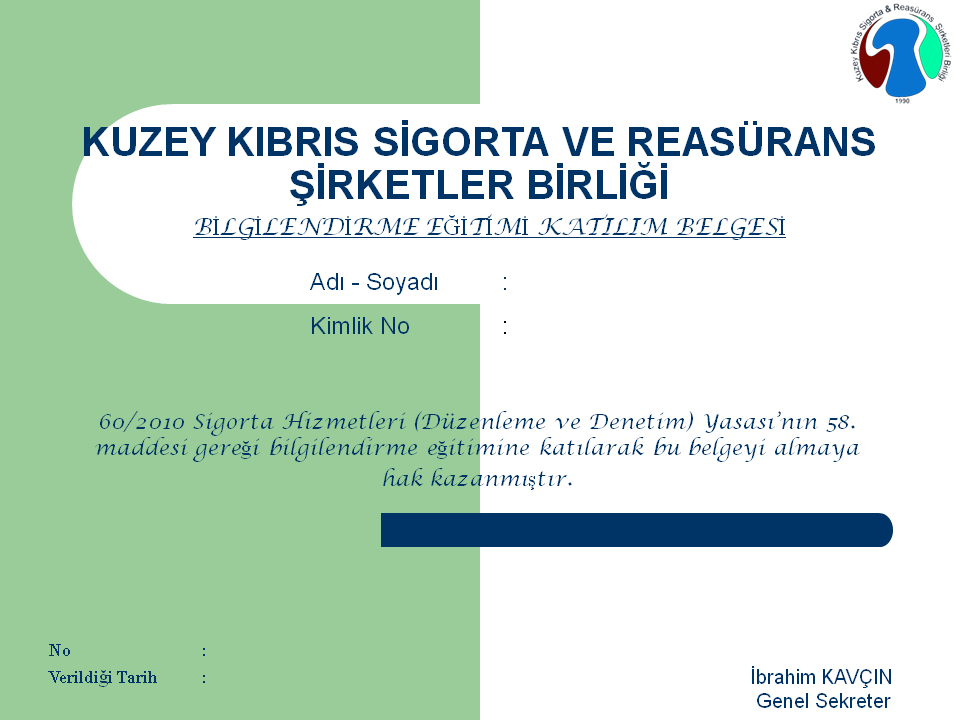 Kuzey Kıbrıs Sigorta & Reasürans Şirketleri Birliği
1990
KUZEY KIBRIS SİGORTA VE REASÜRANS
ŞİRKETLER BİRLİĞİ
BİLGİLENDİRME EĞİTİMİ KATILIM BELGESİ
Adı - Soyadı :
Kimlik No :
60/2010 Sigorta Hizmetleri (Düzenleme ve Denetim) Yasası’nın 58.
maddesi gereği bilgilendirme eğitimine katılarak bu belgeyi almaya
hak kazanmıştır.
No :
Verildiği Tarih :
İbrahim KAVÇIN
Genel Sekreter